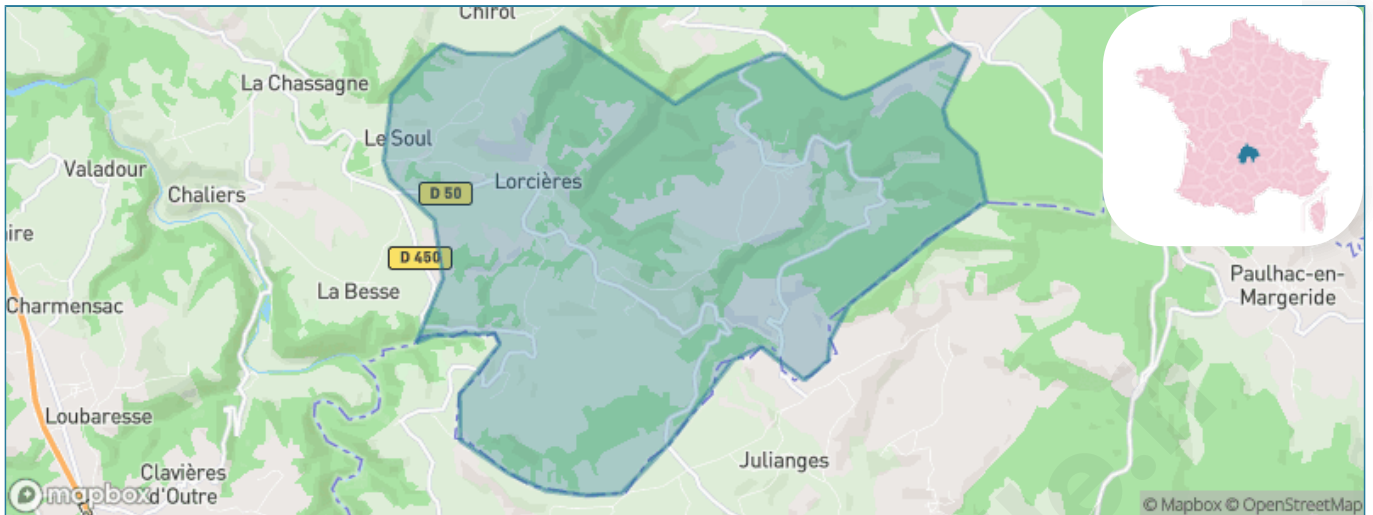 Chirol
La Chassagne
Le Soul
Valadour
Lorcières
D 50
Chaliers
aire
D 450
Paulhac-en-
Margeride
La Besse
Charmensac
Loubaresse
Julianges
Clavières
d'Outre
mapbox
© Mapbox © OpenStreetMap